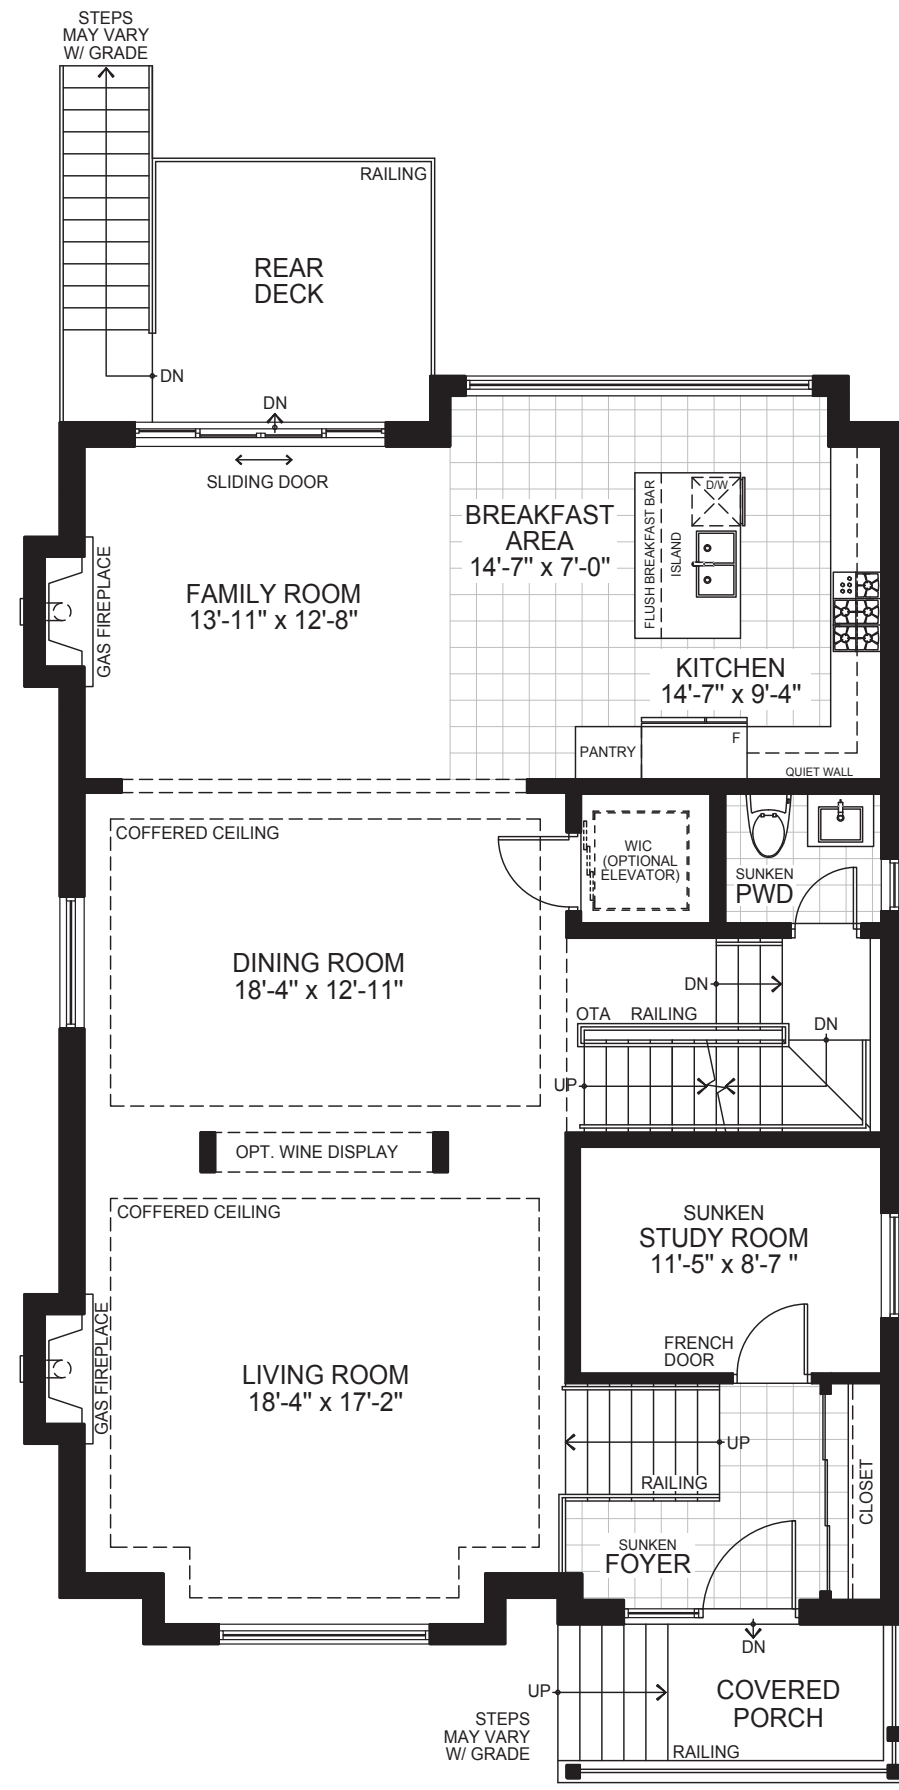 STEPS
MAY VARY
W/ GRADE
RAILING
REAR
DECK
DN
DN
SLIDING DOOR
GAS FIREPLACE
FAMILY ROOM
13'-11" x 12'-8"
BREAKFAST
AREA
14'-7" x 7'-0"
FLUSH BREAKFAST BAR
ISLAND
D/W
KITCHEN
14'-7" x 9'-4"
PANTRY
F
QUIET WALL
COFFERED CEILING
WIC
(OPTIONAL
ELEVATOR)
SUNKEN
PWD
DINING ROOM
18'-4" x 12'-11"
DN
OTA RAILING
DN
UP
OPT. WINE DISPLAY
COFFERED CEILING
SUNKEN
STUDY ROOM
11'-5" x 8'-7 "
FRENCH
DOOR
GAS FIREPLACE
LIVING ROOM
18'-4" x 17'-2"
UP
RAILING
CLOSET
SUNKEN
FOYER
DN
UP
STEPS
MAY VARY
W/ GRADE
COVERED
PORCH
RAILING